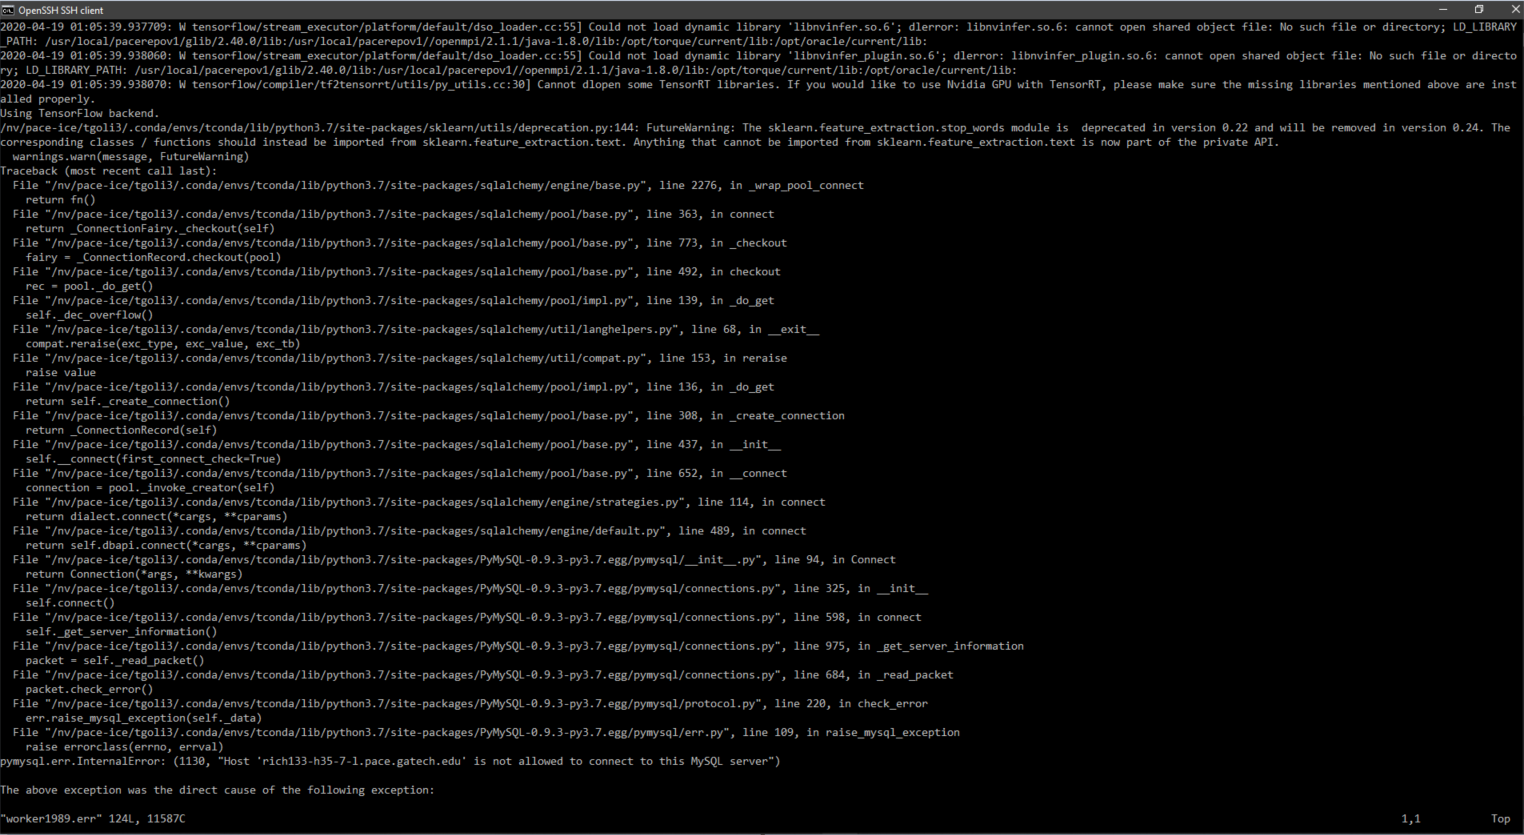 OpenSSH SSH client
2020-04-19 01:05:39.937709: W tensorflow/stream_executor/platform/default/dso_loader.cc:55] Could not load dynamic library 'libnvinfer.so.6'; dlerror: libnvinfer.so.6: cannot open shared object file: No such file or directory; LD_LIBRARY
_PATH: /usr/local/pacerepov1/glib/2.40.0/lib:/usr/local/pacerepov1//openmpi/2.1.1/java-1.8.0/lib:/opt/torque/current/lib:/opt/oracle/current/lib:
2020-04-19 01:05:39.938060: W tensorflow/stream_executor/platform/default/dso_loader.cc:55] Could not load dynamic library 'libnvinfer_plugin.so.6'; dlerror: libnvinfer_plugin.so.6: cannot open shared object file: No such file or directo
ry; LD_LIBRARY_PATH: /usr/local/pacerepov1/glib/2.40.0/lib:/usr/local/pacerepov1//openmpi/2.1.1/java-1.8.0/lib:/opt/torque/current/lib:/opt/oracle/current/lib:
2020-04-19 01:05:39.938070: W tensorflow/compiler/tf2tensorrt/utils/py_utils.cc:30] Cannot dlopen some TensorRT libraries. If you would like to use Nvidia GPU with TensorRT, please make sure the missing libraries mentioned above are inst
alled properly.
Using TensorFlow backend.
/nv/pace-ice/tgoli3/.conda/envs/tconda/lib/python3.7/site-packages/sklearn/utils/deprecation.py:144: FutureWarning: The sklearn.feature_extraction.stop_words module is  deprecated in version 0.22 and will be removed in version 0.24. The
corresponding classes / functions should instead be imported from sklearn.feature_extraction.text. Anything that cannot be imported from sklearn.feature_extraction.text is now part of the private API.
  warnings.warn(message, FutureWarning)
Traceback (most recent call last):
  File "/nv/pace-ice/tgoli3/.conda/envs/tconda/lib/python3.7/site-packages/sqlalchemy/engine/base.py", line 2276, in _wrap_pool_connect
    return fn()
  File "/nv/pace-ice/tgoli3/.conda/envs/tconda/lib/python3.7/site-packages/sqlalchemy/pool/base.py", line 363, in connect
    return _ConnectionFairy._checkout(self)
  File "/nv/pace-ice/tgoli3/.conda/envs/tconda/lib/python3.7/site-packages/sqlalchemy/pool/base.py", line 773, in _checkout
    fairy = _ConnectionRecord.checkout(pool)
  File "/nv/pace-ice/tgoli3/.conda/envs/tconda/lib/python3.7/site-packages/sqlalchemy/pool/base.py", line 492, in checkout
    rec = pool._do_get()
  File "/nv/pace-ice/tgoli3/.conda/envs/tconda/lib/python3.7/site-packages/sqlalchemy/pool/impl.py", line 139, in _do_get
    self._dec_overflow()
  File "/nv/pace-ice/tgoli3/.conda/envs/tconda/lib/python3.7/site-packages/sqlalchemy/util/langhelpers.py", line 68, in __exit__
    compat.reraise(exc_type, exc_value, exc_tb)
  File "/nv/pace-ice/tgoli3/.conda/envs/tconda/lib/python3.7/site-packages/sqlalchemy/util/compat.py", line 153, in reraise
    raise value
  File "/nv/pace-ice/tgoli3/.conda/envs/tconda/lib/python3.7/site-packages/sqlalchemy/pool/impl.py", line 136, in _do_get
    return self._create_connection()
  File "/nv/pace-ice/tgoli3/.conda/envs/tconda/lib/python3.7/site-packages/sqlalchemy/pool/base.py", line 308, in _create_connection
    return _ConnectionRecord(self)
  File "/nv/pace-ice/tgoli3/.conda/envs/tconda/lib/python3.7/site-packages/sqlalchemy/pool/base.py", line 437, in __init__
    self.__connect(first_connect_check=True)
  File "/nv/pace-ice/tgoli3/.conda/envs/tconda/lib/python3.7/site-packages/sqlalchemy/pool/base.py", line 652, in __connect
    connection = pool._invoke_creator(self)
  File "/nv/pace-ice/tgoli3/.conda/envs/tconda/lib/python3.7/site-packages/sqlalchemy/engine/strategies.py", line 114, in connect
    return dialect.connect(*cargs, **cparams)
  File "/nv/pace-ice/tgoli3/.conda/envs/tconda/lib/python3.7/site-packages/sqlalchemy/engine/default.py", line 489, in connect
    return self.dbapi.connect(*cargs, **cparams)
  File "/nv/pace-ice/tgoli3/.conda/envs/tconda/lib/python3.7/site-packages/PyMySQL-0.9.3-py3.7.egg/pymysql/__init__.py", line 94, in Connect
    return Connection(*args, **kwargs)
  File "/nv/pace-ice/tgoli3/.conda/envs/tconda/lib/python3.7/site-packages/PyMySQL-0.9.3-py3.7.egg/pymysql/connections.py", line 325, in __init__
    self.connect()
  File "/nv/pace-ice/tgoli3/.conda/envs/tconda/lib/python3.7/site-packages/PyMySQL-0.9.3-py3.7.egg/pymysql/connections.py", line 598, in connect
    self._get_server_information()
  File "/nv/pace-ice/tgoli3/.conda/envs/tconda/lib/python3.7/site-packages/PyMySQL-0.9.3-py3.7.egg/pymysql/connections.py", line 975, in _get_server_information
    packet = self._read_packet()
  File "/nv/pace-ice/tgoli3/.conda/envs/tconda/lib/python3.7/site-packages/PyMySQL-0.9.3-py3.7.egg/pymysql/connections.py", line 684, in _read_packet
    packet.check_error()
  File "/nv/pace-ice/tgoli3/.conda/envs/tconda/lib/python3.7/site-packages/PyMySQL-0.9.3-py3.7.egg/pymysql/protocol.py", line 220, in check_error
    err.raise_mysql_exception(self._data)
  File "/nv/pace-ice/tgoli3/.conda/envs/tconda/lib/python3.7/site-packages/PyMySQL-0.9.3-py3.7.egg/pymysql/err.py", line 109, in raise_mysql_exception
    raise errorclass(errno, errval)
pymysql.err.InternalError: (1130, "Host 'rich133-h35-7-l.pace.gatech.edu' is not allowed to connect to this MySQL server")
The above exception was the direct cause of the following exception:
"worker1989.err" 124L, 11587C 1,1 Top